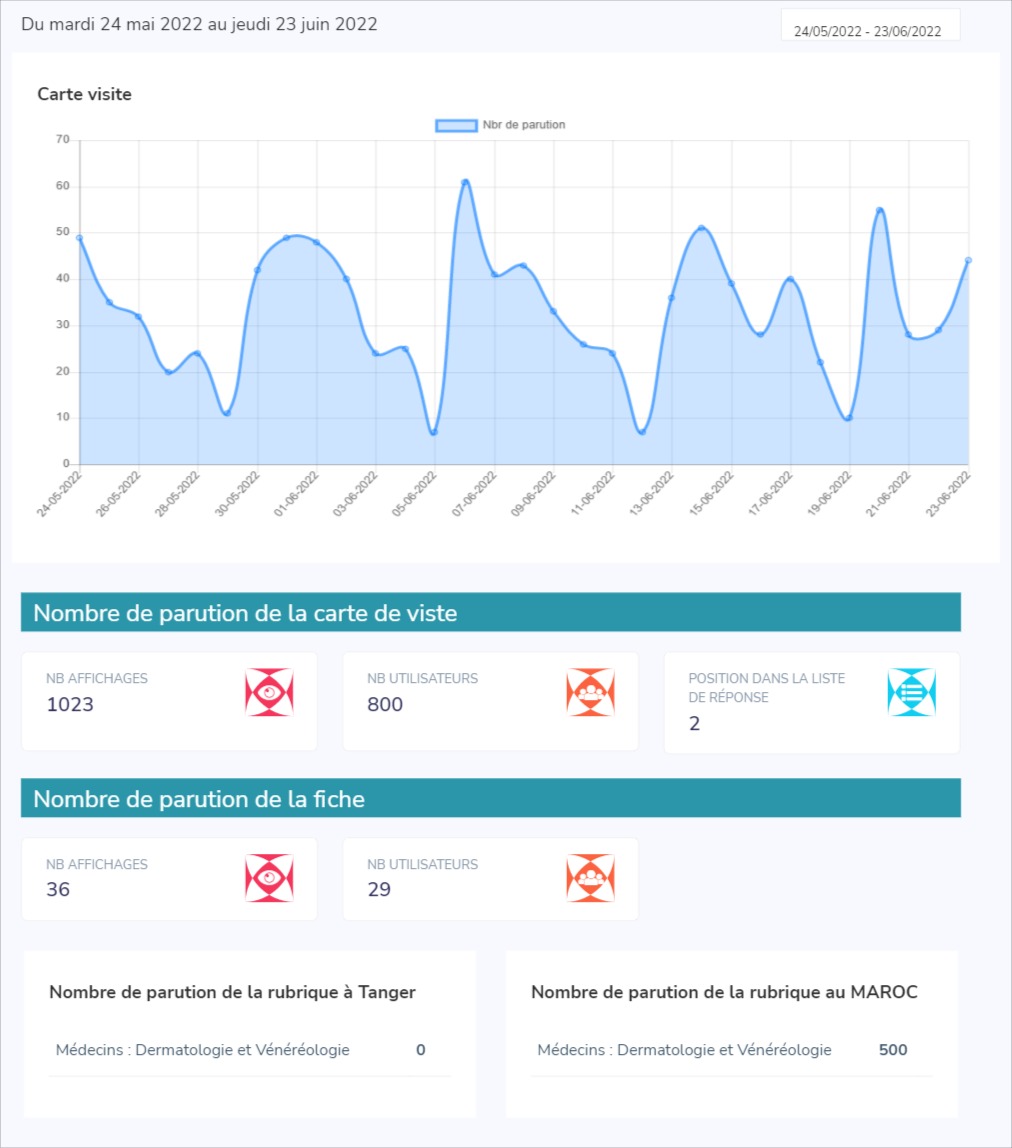 Du mardi 24 mai 2022 au jeudi 23 juin 2022
24/05/2022 - 23/06/2022
Carte visite
Nbr de parution
70
60
50
40
30
20
10
0
24-05-2022
26-05-2022
28-05-2022
30-05-2022
01-06-2022
03-06-2022
05-06-2022
07-06-2022
09-06-2022
11-06-2022
13-06-2022
15-06-2022
17-06-2022
19-06-2022
21-06-2022
23-06-2022
Nombre de parution de la carte de viste
NB AFFICHAGES
1023
NB UTILISATEURS
800
POSITION DANS LA LISTE
DE RÉPONSE
2
Nombre de parution de la fiche
NB AFFICHAGES
36
NB UTILISATEURS
29
Nombre de parution de la rubrique à Tanger
Médecins : Dermatologie et Vénéréologie 0
Nombre de parution de la rubrique au MAROC
Médecins : Dermatologie et Vénéréologie 500